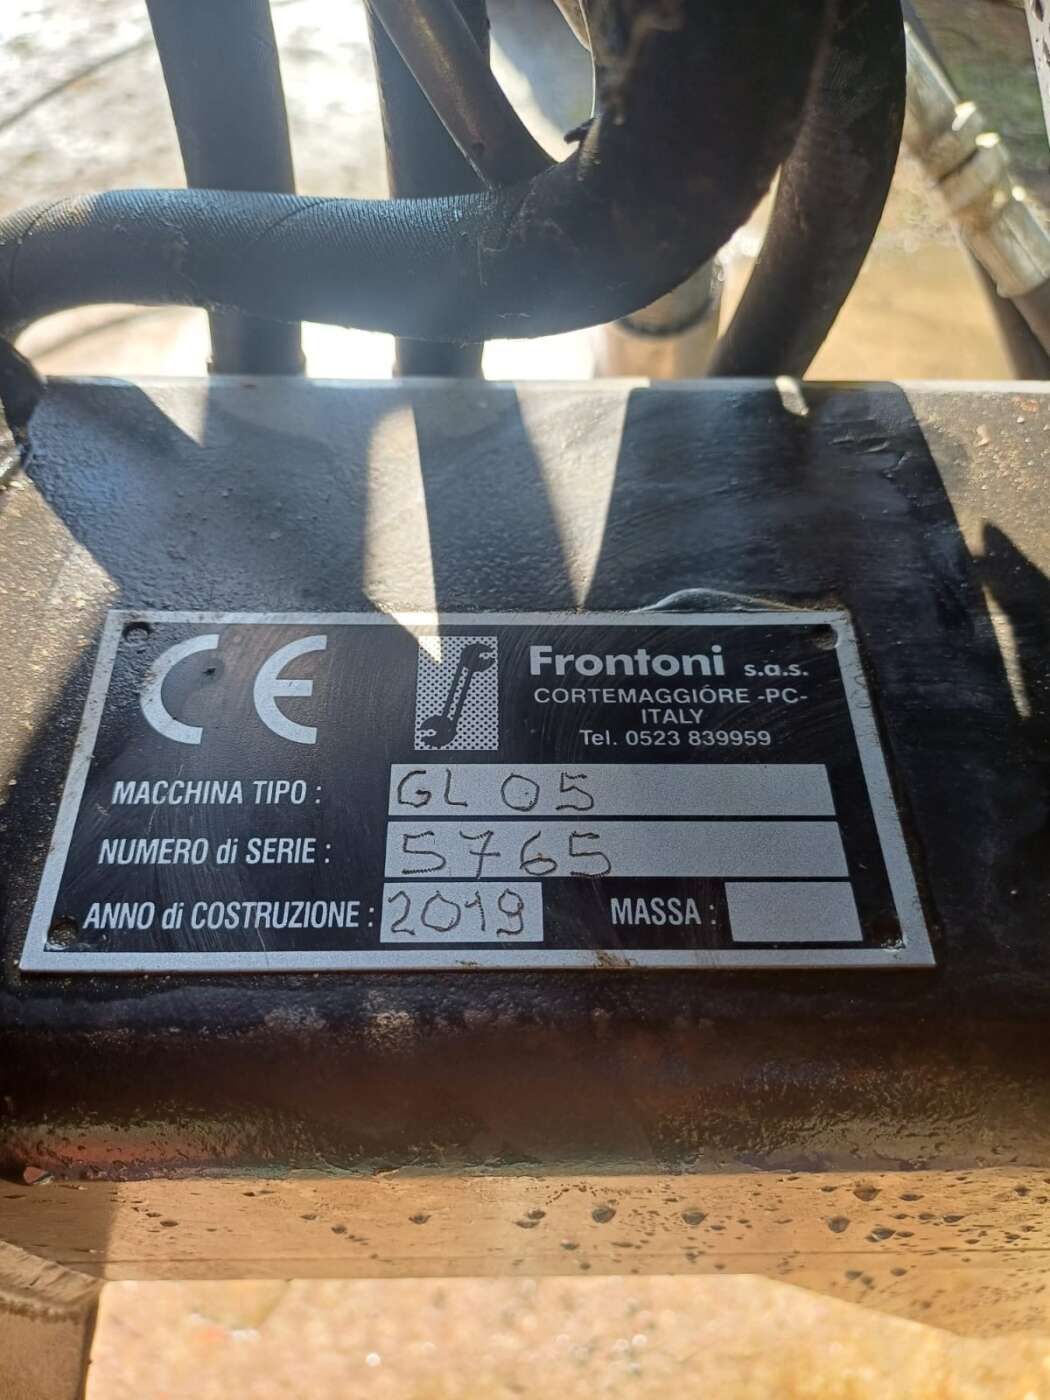 CE
Frontoni s.a.s.
CORTEMAGGIÓRE -PC-
ITALY
Tel. 0523 839959
MACCHINA TIPO : GL 05
NUMERO di SERIE : 5765
ANNO di COSTRUZIONE : 2019 MASSA :